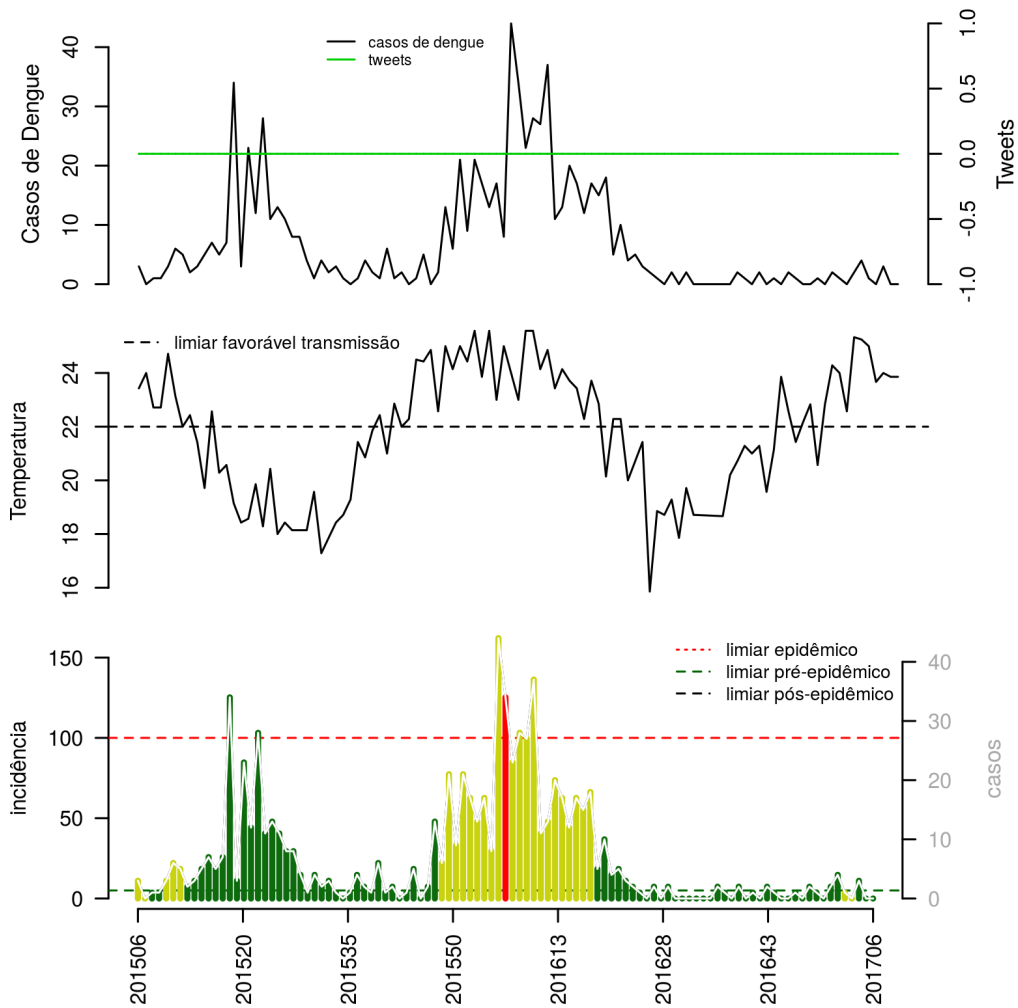 casos de dengue
tweets
Casos de Dengue
0
10
20
30
40
Tweets
-1.0
-0.5
0.0
0.5
1.0
limiar favorável transmissão
Temperatura
16
18
20
22
24
limiar epidêmico
limiar pré-epidêmico
limiar pós-epidêmico
incidência
0
50
100
150
casos
0
10
20
30
40
201506
201520
201535
201550
201613
201628
201643
201706